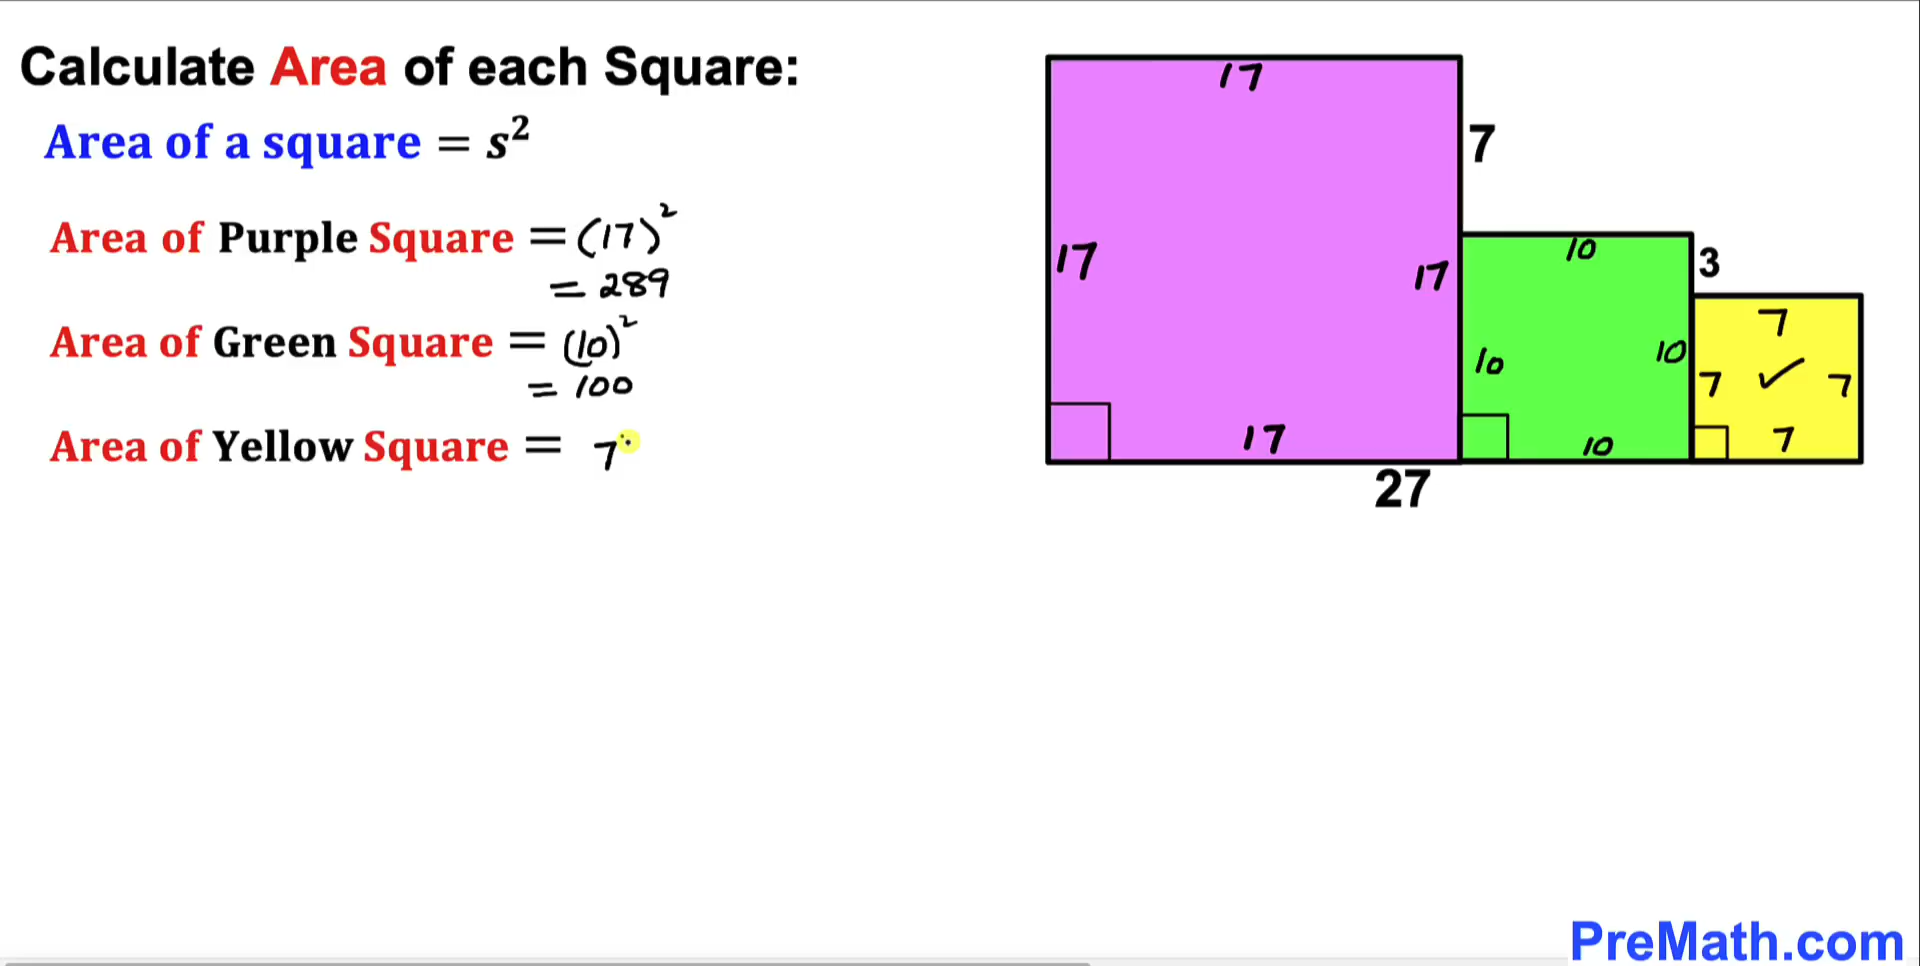 Calculate Area of each Square:
Area of a square = s²
Area of Purple Square = (17)²
= 289
Area of Green Square = (10)²
= 100
Area of Yellow Square = 7
17
7
17
17
17
27
10
3
10
10
10
7
7
7
7
PreMath.com